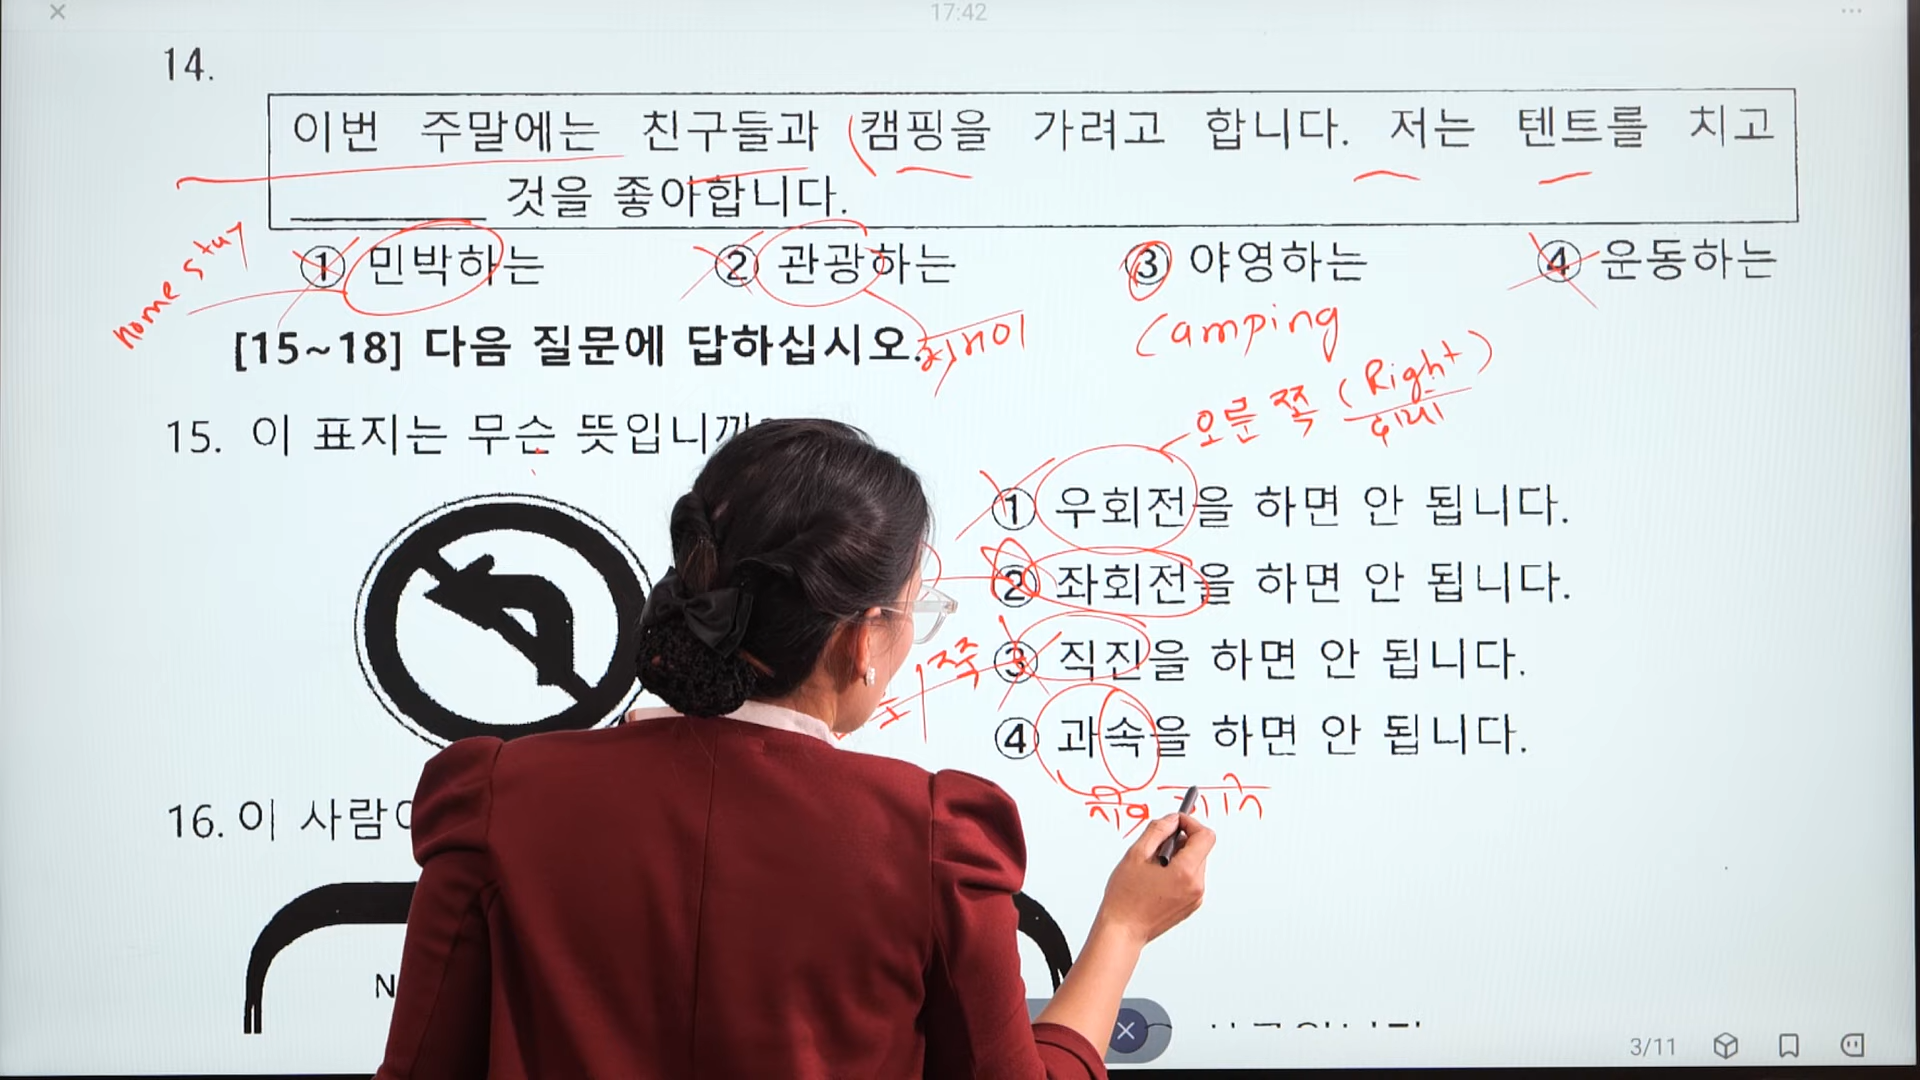 17:42
14.
이번 주말에는 친구들과 캠핑을 가려고 합니다. 저는 텐트를 치고
것을 좋아합니다.
① 민박하는 ② 관광하는 ③ 야영하는 ④ 운동하는
home stay
camping
[15~18] 다음 질문에 답하십시오.
오른 쪽 (Right)
15. 이 표지는 무슨 뜻입니까
① 우회전을 하면 안 됩니다.
② 좌회전을 하면 안 됩니다.
③ 직진을 하면 안 됩니다.
④ 과속을 하면 안 됩니다.
16. 이 사람
N
3/11